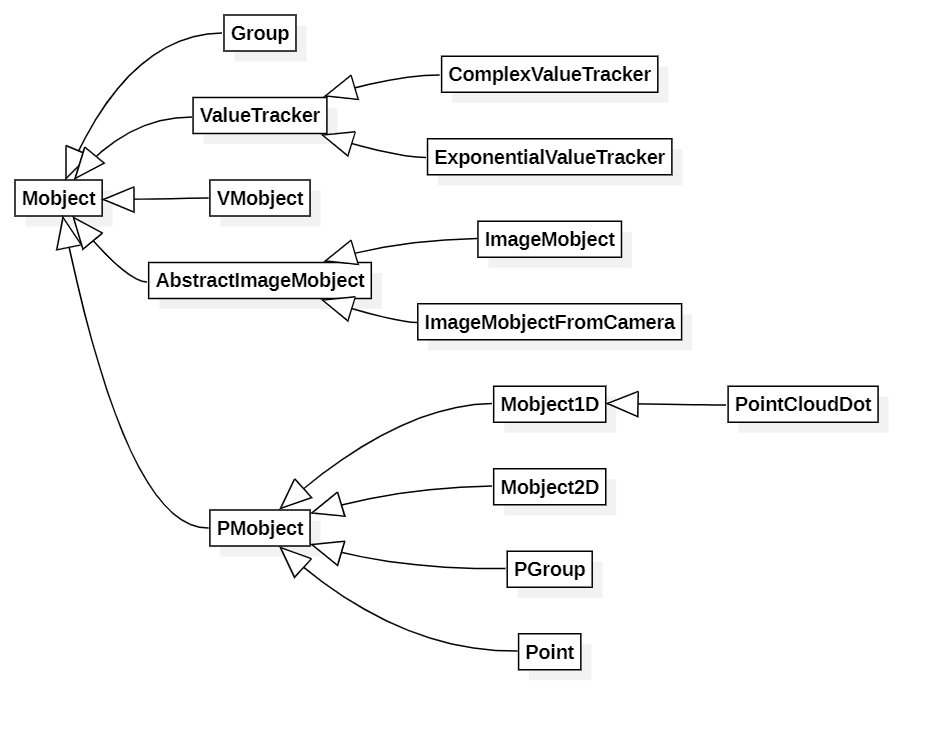 Group
ComplexValueTracker
ValueTracker
ExponentialValueTracker
Mobject
VMobject
ImageMobject
AbstractImageMobject
ImageMobjectFromCamera
Mobject1D
PointCloudDot
Mobject2D
PMobject
PGroup
Point